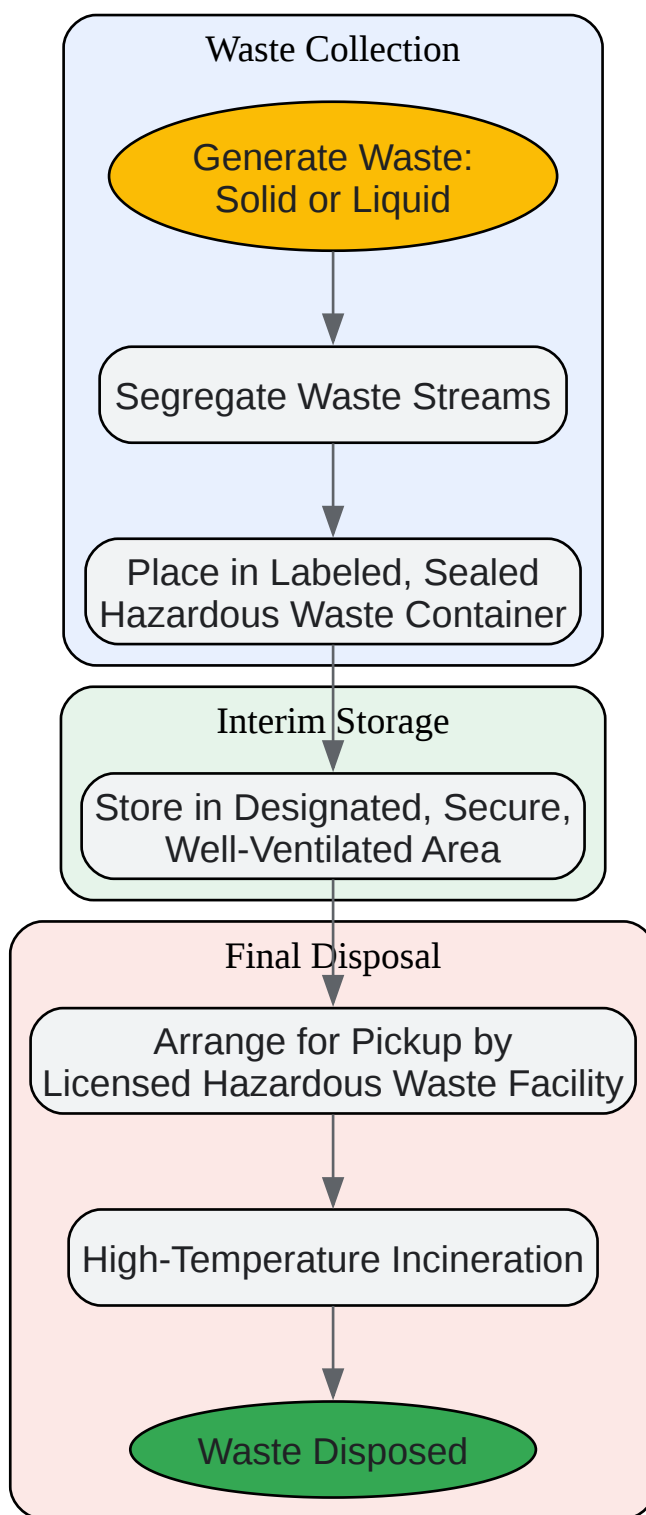 Waste Collection
Generate Waste:
Solid or Liquid
Segregate Waste Streams
Place in Labeled, Sealed
Hazardous Waste Container
Interim Storage
Store in Designated, Secure,
Well-Ventilated Area
Final Disposal
Arrange for Pickup by
Licensed Hazardous Waste Facility
High-Temperature Incineration
Waste Disposed